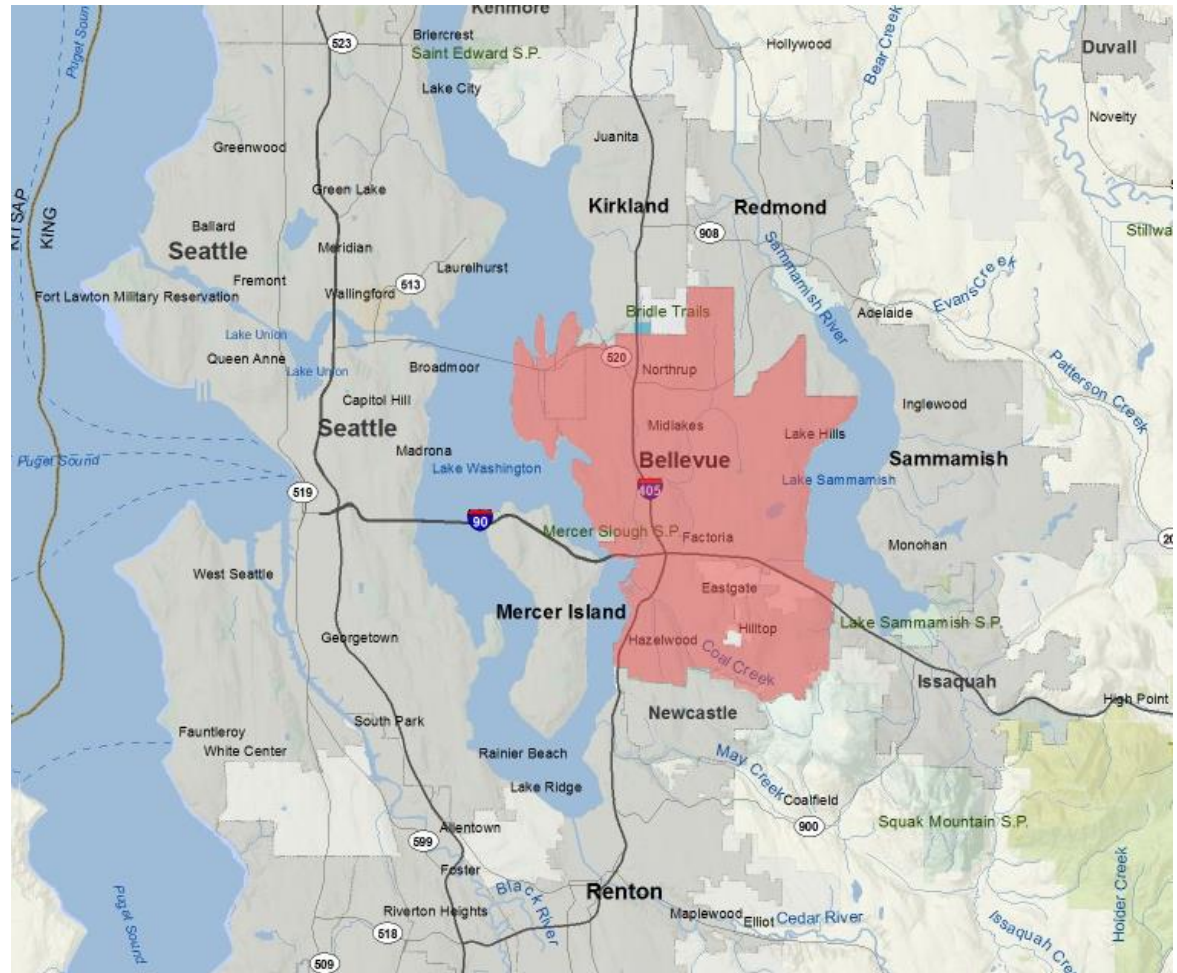 Kenmore
Puget Sound
523
Briercrest
Saint Edward S.P.
Hollywood
Bear Creek
Duvall
Lake City
Novelty
Greenwood
Juanita
Green Lake
KITSAP
KING
Ballard
Seattle
Meridian
Kirkland
Redmond
908
Stillwa
Fremont
Laurelhurst
Sammamish River
Evans Creek
Fort Lawton Military Reservation
Wallingford
513
Bridle Trails
Adelaide
Lake Union
Queen Anne
Lake Union
Broadmoor
520
Northrup
Patterson Creek
Capitol Hill
Inglewood
Seattle
Midlakes
Lake Hills
Madrona
Puget Sound
Lake Washington
Bellevue
Sammamish
519
405
Lake Sammamish
90
Mercer Slough S.P.
Factoria
Monohan
20
West Seattle
Eastgate
Mercer Island
Hilltop
Lake Sammamish S.P.
Georgetown
Hazelwood
Coal Creek
Issaquah
High Point
South Park
Newcastle
Fauntleroy
White Center
Rainier Beach
May Creek
Lake Ridge
Coalfield
900
Squak Mountain S.P.
Allentown
599
Foster
Black River
Renton
Holder Creek
Puget Sound
Riverton Heights
Maplewood
Elliot
Cedar River
518
Issaquah Cre
509